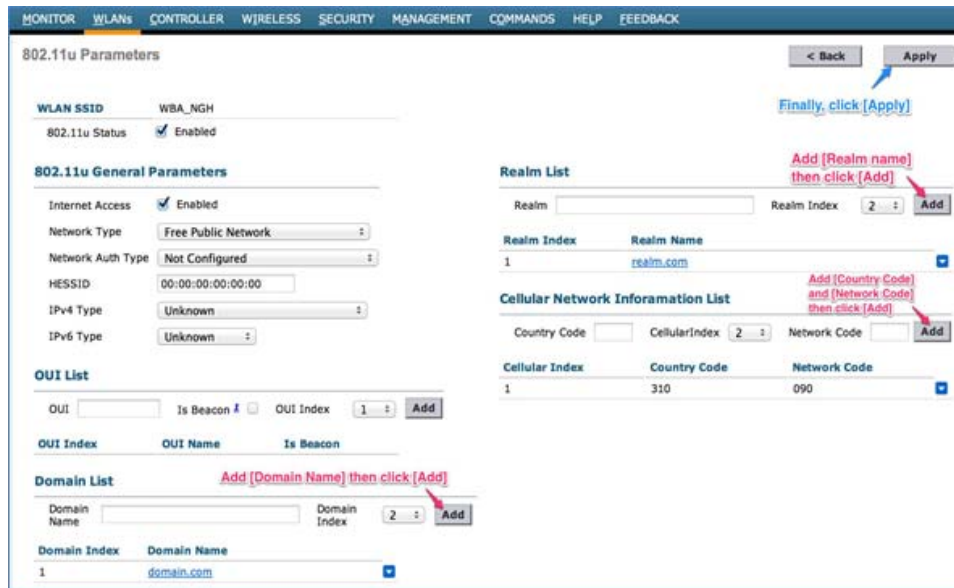 MONITOR WLANs CONTROLLER WIRELESS SECURITY MANAGEMENT COMMANDS HELP FEEDBACK
802.11u Parameters
< Back Apply
Finally, click [Apply]
WLAN SSID WBA_NGH
802.11u Status Enabled
802.11u General Parameters
Internet Access Enabled
Network Type Free Public Network
Network Auth Type Not Configured
HESSID 00:00:00:00:00:00
IPv4 Type Unknown
IPv6 Type Unknown
OUI List
OUI Is Beacon OUI Index 1 Add
OUI Index OUI Name Is Beacon
Domain List
Add [Domain Name] then click [Add]
Domain Name Domain Index 2 Add
Domain Index Domain Name
1 domain.com
Realm List
Add [Realm name]
then click [Add]
Realm Realm Index 2 Add
Realm Index Realm Name
1 realm.com
Add [Country Code]
and [Network Code]
then click [Add]
Cellular Network Inforamation List
Country Code CellularIndex 2 Network Code Add
Cellular Index Country Code Network Code
1 310 090